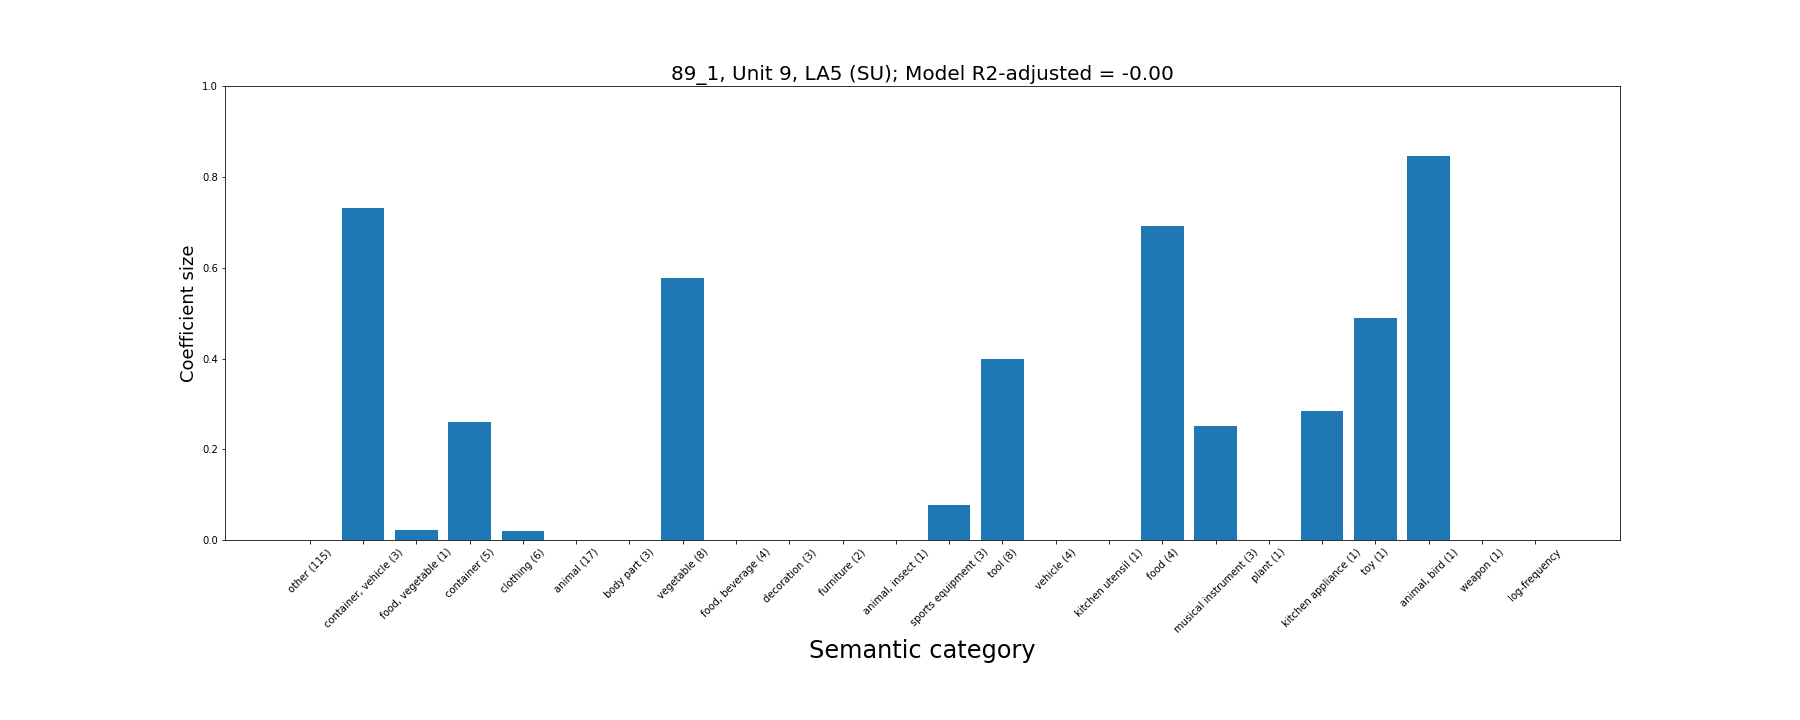 89_1, Unit 9, LA5 (SU); Model R2-adjusted = -0.00
Coefficient size
1.0
0.8
0.6
0.4
0.2
0.0
other (115)
container, vehicle (3)
food, vegetable (1)
container (5)
clothing (6)
animal (17)
body part (3)
vegetable (8)
food, beverage (4)
decoration (3)
furniture (2)
animal, insect (1)
sports equipment (3)
tool (8)
vehicle (4)
kitchen utensil (1)
food (4)
musical instrument (3)
plant (1)
kitchen appliance (1)
toy (1)
animal, bird (1)
weapon (1)
log-frequency
Semantic category